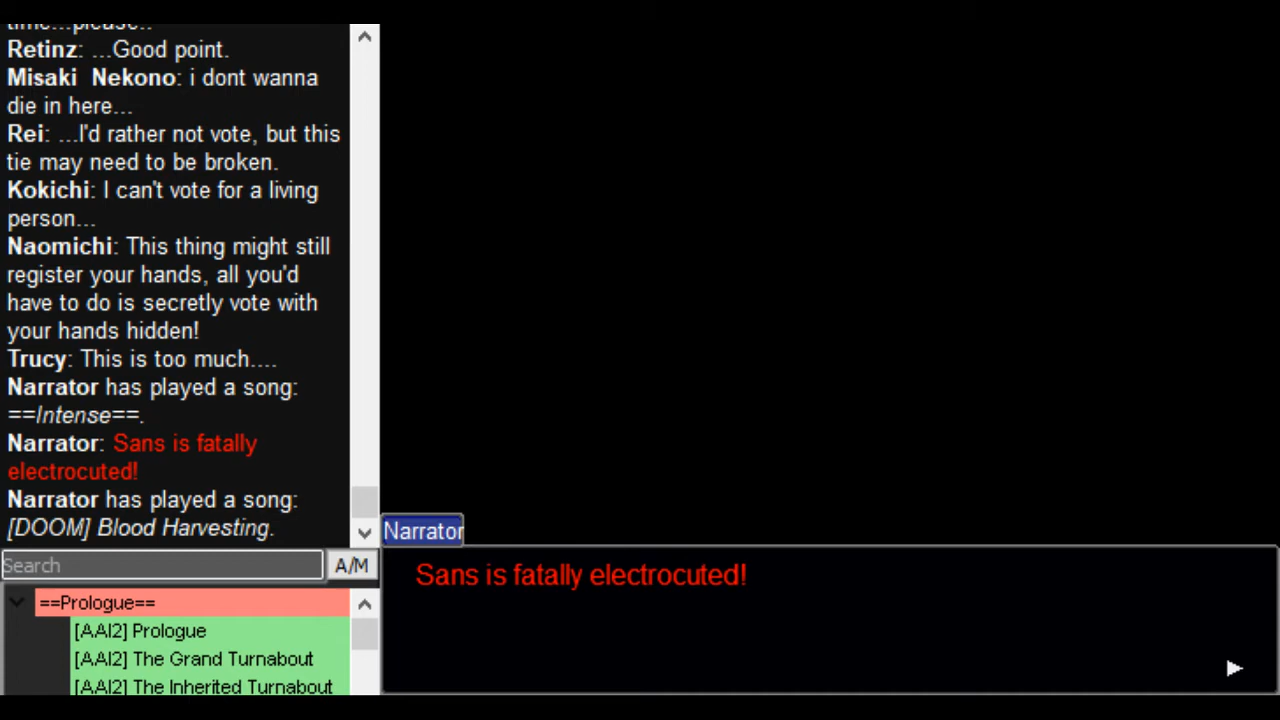 time...please..
Retinz: ...Good point.
Misaki  Nekono: i dont wanna
die in here...
Rei: ...I'd rather not vote, but this
tie may need to be broken.
Kokichi: I can't vote for a living
person...
Naomichi: This thing might still
register your hands, all you'd
have to do is secretly vote with
your hands hidden!
Trucy: This is too much....
Narrator has played a song:
==Intense==.
Narrator: Sans is fatally
electrocuted!
Narrator has played a song:
[DOOM] Blood Harvesting.
Search
A/M
==Prologue==
[AAI2] Prologue
[AAI2] The Grand Turnabout
[AAI2] The Inherited Turnabout
Narrator
Sans is fatally electrocuted!